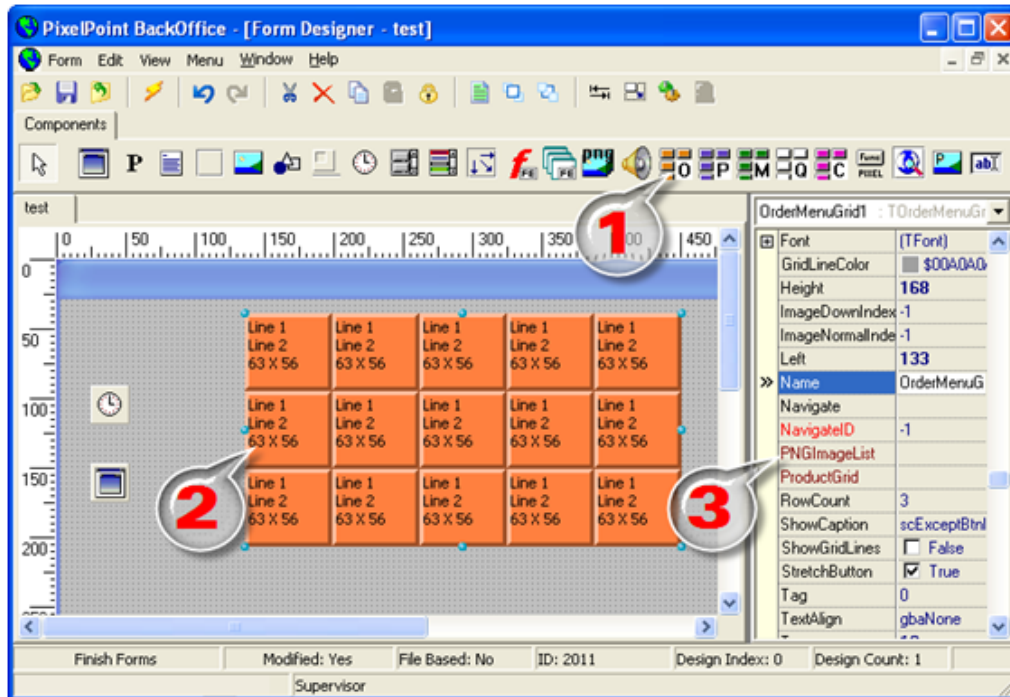 PixelPoint BackOffice - [Form Designer - test]
Form Edit View Menu Window Help
Components
P FE FE png O P M Q C Func PIXEL P ab
test
0 50 100 150 200 250 300 350 400 450
0
50
100
150
200
Line 1 Line 1 Line 1 Line 1 Line 1
Line 2 Line 2 Line 2 Line 2 Line 2
63 X 56 63 X 56 63 X 56 63 X 56 63 X 56
Line 1 Line 1 Line 1 Line 1 Line 1
Line 2 Line 2 Line 2 Line 2 Line 2
63 X 56 63 X 56 63 X 56 63 X 56 63 X 56
Line 1 Line 1 Line 1 Line 1 Line 1
Line 2 Line 2 Line 2 Line 2 Line 2
63 X 56 63 X 56 63 X 56 63 X 56 63 X 56
1
2
3
OrderMenuGrid1 : TOrderMenuGr
Font (TFont)
GridLineColor $00A0A0A
Height 168
ImageDownIndex -1
ImageNormalInde -1
Left 133
Name OrderMenuG
Navigate
NavigateID -1
PNGImageList
ProductGrid
RowCount 3
ShowCaption scExceptBtnI
ShowGridLines False
StretchButton True
Tag 0
TextAlign gbaNone
Finish Forms Modified: Yes File Based: No ID: 2011 Design Index: 0 Design Count: 1
Supervisor